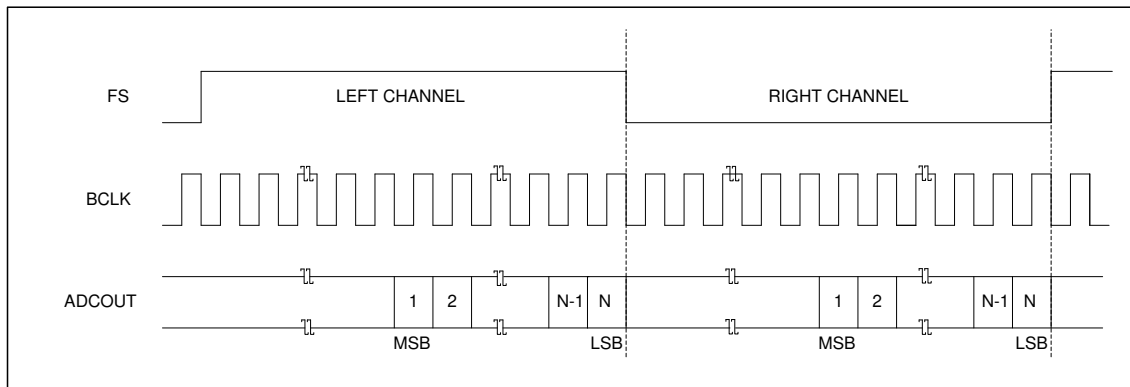 FS
LEFT CHANNEL
RIGHT CHANNEL
BCLK
ADCOUT
1
2
N-1
N
1
2
N-1
N
MSB
LSB
MSB
LSB